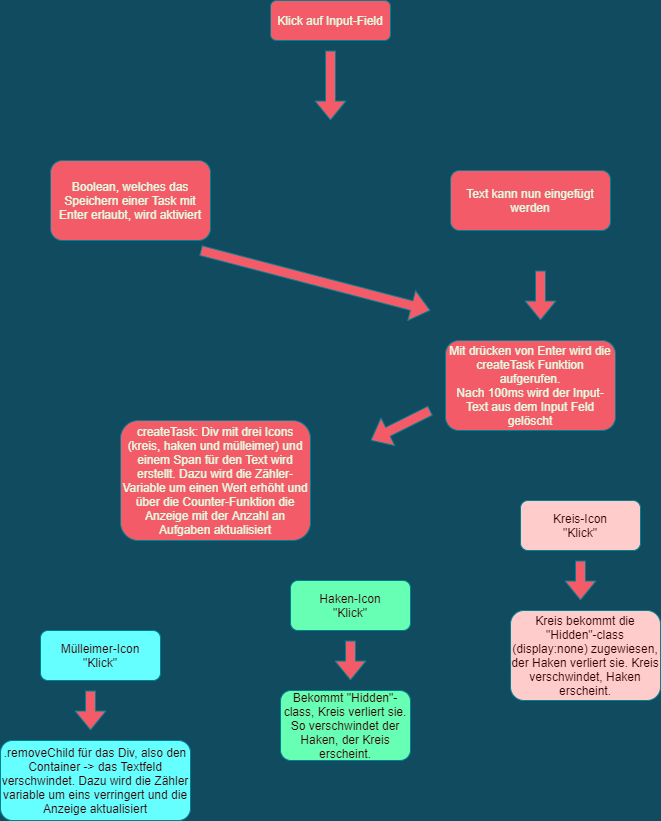 Klick auf Input-Field
Boolean, welches das
Speichern einer Task mit
Enter erlaubt, wird aktiviert
Text kann nun eingefügt
werden
Mit drücken von Enter wird die
createTask Funktion
aufgerufen.
Nach 100ms wird der Input-
Text aus dem Input Feld
gelöscht
createTask: Div mit drei Icons
(kreis, haken und mülleimer) und
einem Span für den Text wird
erstellt. Dazu wird die Zähler-
Variable um einen Wert erhöht und
über die Counter-Funktion die
Anzeige mit der Anzahl an
Aufgaben aktualisiert
Kreis-Icon
"Klick"
Haken-Icon
"Klick"
Kreis bekommt die
"Hidden"-class
(display:none) zugewiesen,
der Haken verliert sie. Kreis
verschwindet, Haken
erscheint.
Mülleimer-Icon
"Klick"
Bekommt "Hidden"-
class, Kreis verliert sie.
So verschwindet der
Haken, der Kreis
erscheint.
.removeChild für das Div, also den
Container -> das Textfeld
verschwindet. Dazu wird die Zähler
variable um eins verringert und die
Anzeige aktualisiert